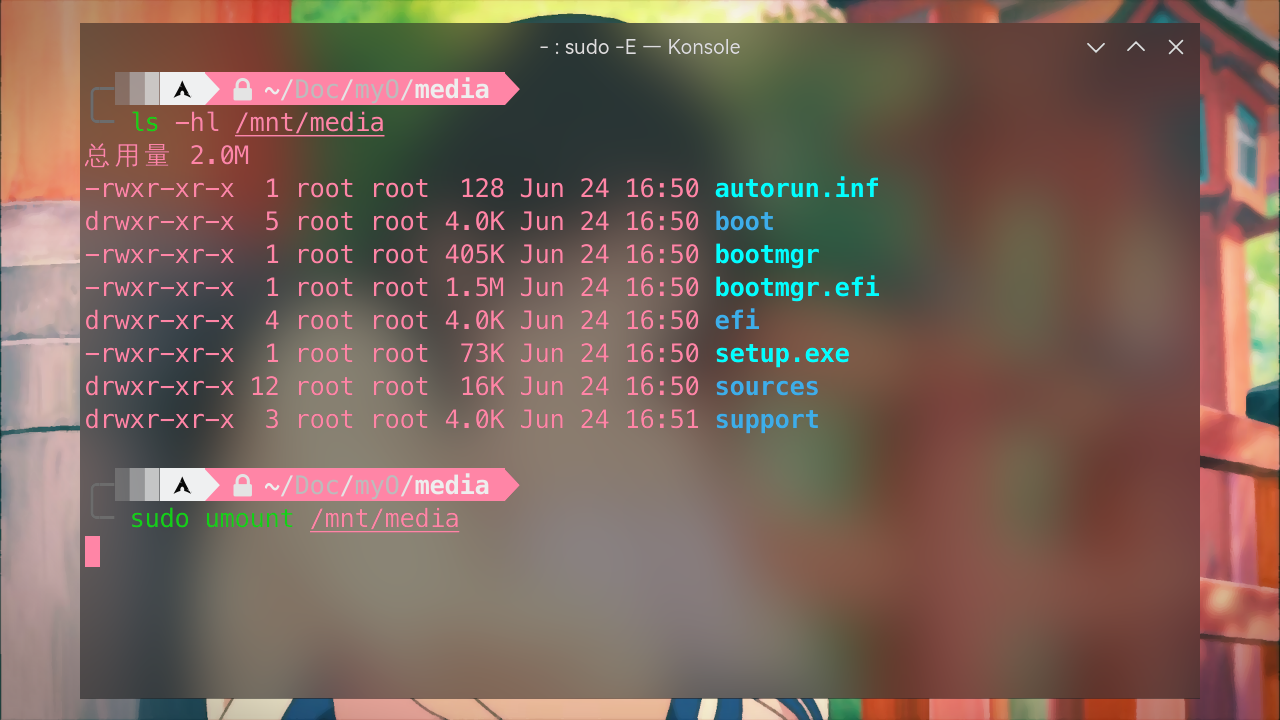 ~ : sudo -E — Konsole
~/Doc/myO/media
ls -hl /mnt/media
总用量 2.0M
-rwxr-xr-x  1 root root  128 Jun 24 16:50 autorun.inf
drwxr-xr-x  5 root root 4.0K Jun 24 16:50 boot
-rwxr-xr-x  1 root root 405K Jun 24 16:50 bootmgr
-rwxr-xr-x  1 root root 1.5M Jun 24 16:50 bootmgr.efi
drwxr-xr-x  4 root root 4.0K Jun 24 16:50 efi
-rwxr-xr-x  1 root root  73K Jun 24 16:50 setup.exe
drwxr-xr-x 12 root root  16K Jun 24 16:50 sources
drwxr-xr-x  3 root root 4.0K Jun 24 16:51 support
~/Doc/myO/media
sudo umount /mnt/media